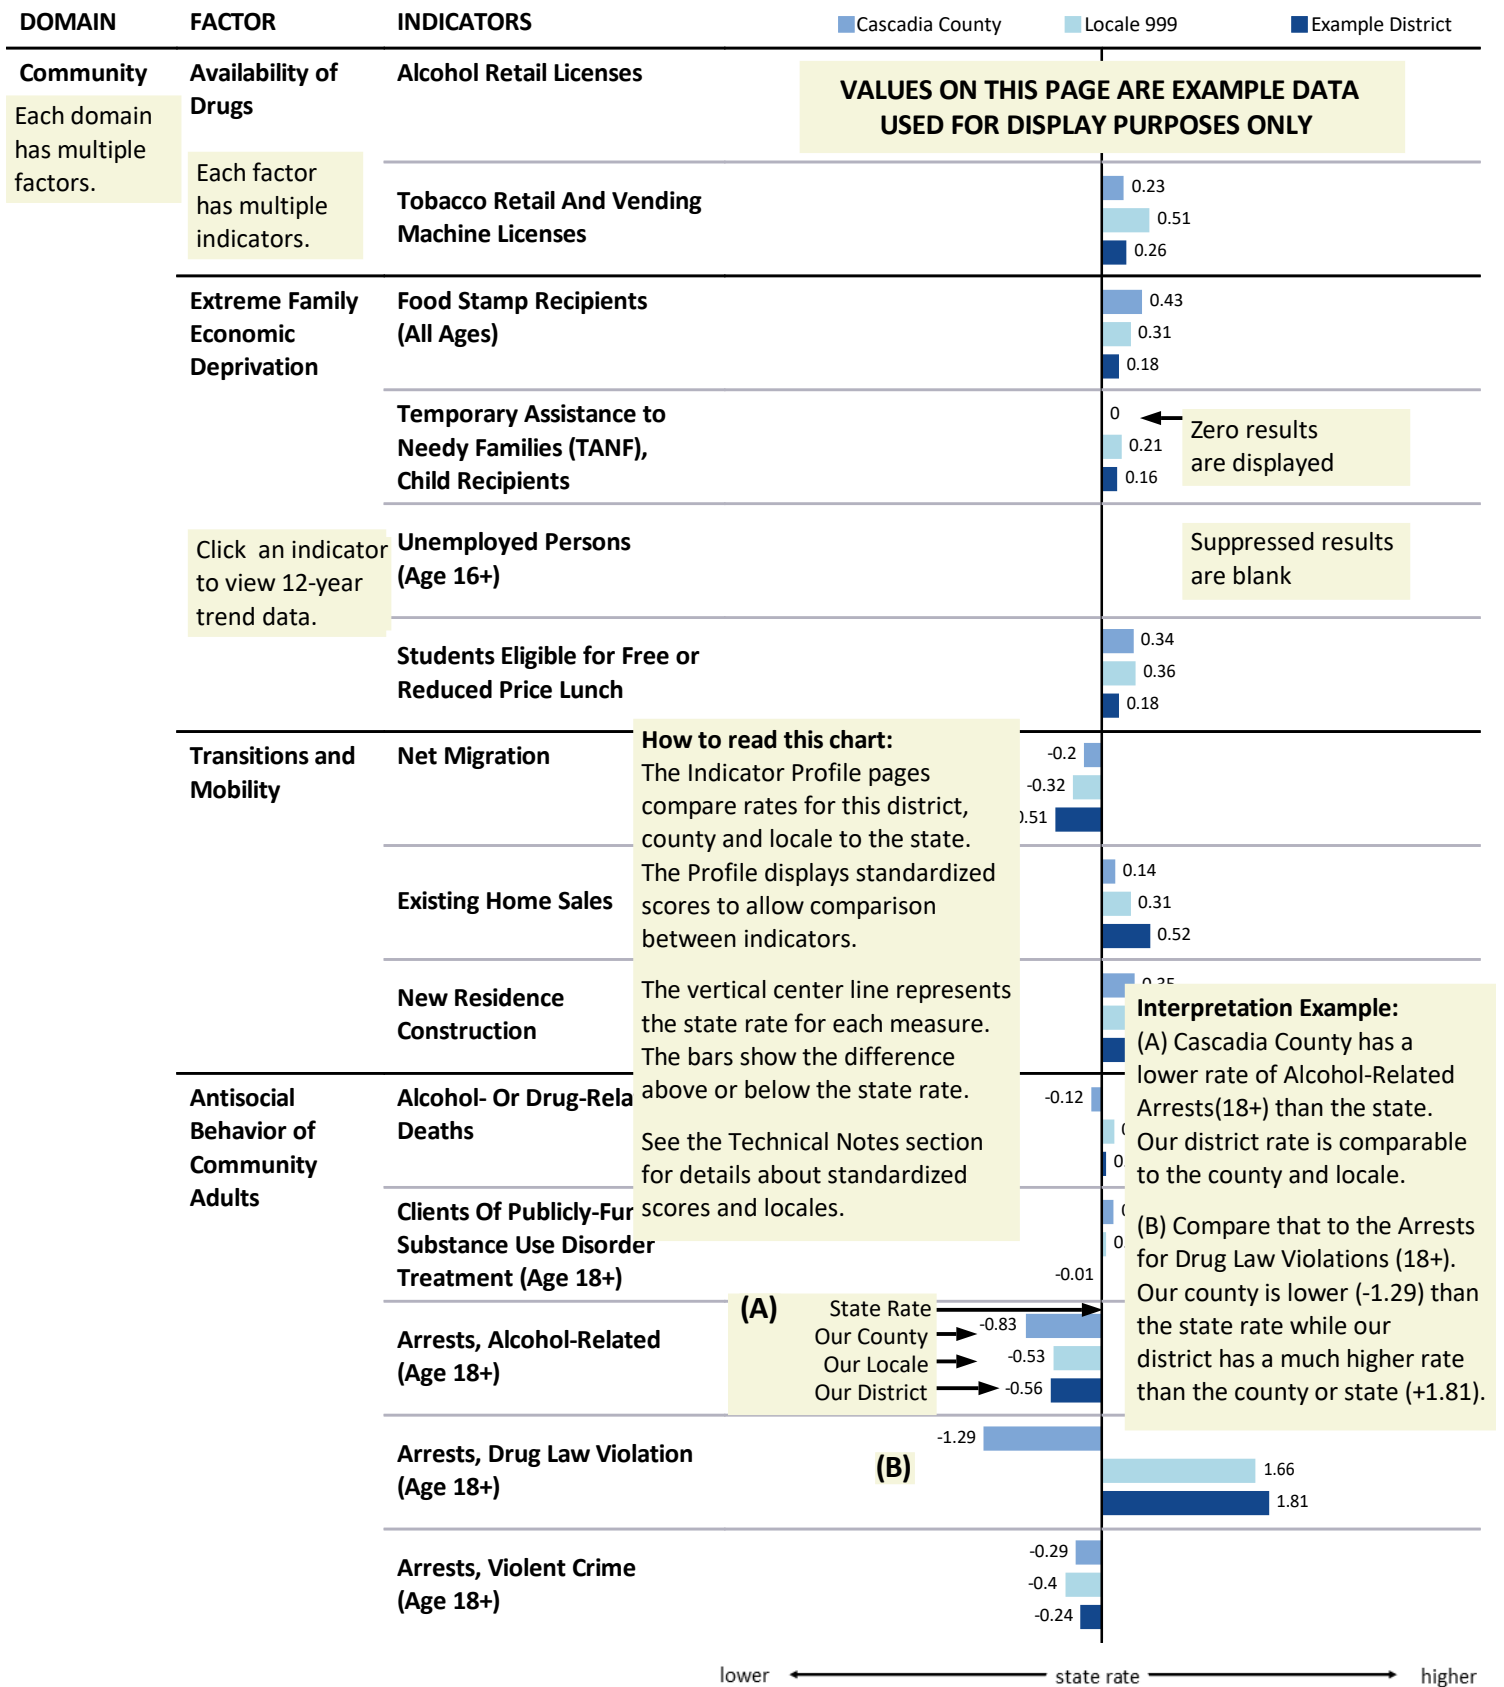 DOMAIN FACTOR INDICATORS Cascadia County Locale 999 Example District
Community
Each domain
has multiple
factors.
Availability of
Drugs
Each factor
has multiple
indicators.
Alcohol Retail Licenses
VALUES ON THIS PAGE ARE EXAMPLE DATA
USED FOR DISPLAY PURPOSES ONLY
Tobacco Retail And Vending
Machine Licenses
0.23
0.51
0.26
Extreme Family
Economic
Deprivation
Food Stamp Recipients
(All Ages)
0.43
0.31
0.18
Temporary Assistance to
Needy Families (TANF),
Child Recipients
0
0.21
0.16
Zero results
are displayed
Click an indicator
to view 12-year
trend data.
Unemployed Persons
(Age 16+)
Suppressed results
are blank
Students Eligible for Free or
Reduced Price Lunch
0.34
0.36
0.18
Transitions and
Mobility
Net Migration
-0.2
-0.32
.51
How to read this chart:
The Indicator Profile pages
compare rates for this district,
county and locale to the state.
The Profile displays standardized
scores to allow comparison
between indicators.
The vertical center line represents
the state rate for each measure.
The bars show the difference
above or below the state rate.
See the Technical Notes section
for details about standardized
scores and locales.
Existing Home Sales
0.14
0.31
0.52
New Residence
Construction
Interpretation Example:
(A) Cascadia County has a
lower rate of Alcohol-Related
Arrests(18+) than the state.
Our district rate is comparable
to the county and locale.
(B) Compare that to the Arrests
for Drug Law Violations (18+).
Our county is lower (-1.29) than
the state rate while our
district has a much higher rate
than the county or state (+1.81).
Antisocial
Behavior of
Community
Adults
Alcohol- Or Drug-Rela
Deaths
-0.12
0.
Clients Of Publicly-Fur
Substance Use Disorder
Treatment (Age 18+)
0.
-0.01
Arrests, Alcohol-Related
(Age 18+)
(A)
State Rate
Our County
Our Locale
Our District
-0.83
-0.53
-0.56
Arrests, Drug Law Violation
(Age 18+)
(B)
-1.29
1.66
1.81
Arrests, Violent Crime
(Age 18+)
-0.29
-0.4
-0.24
lower state rate higher